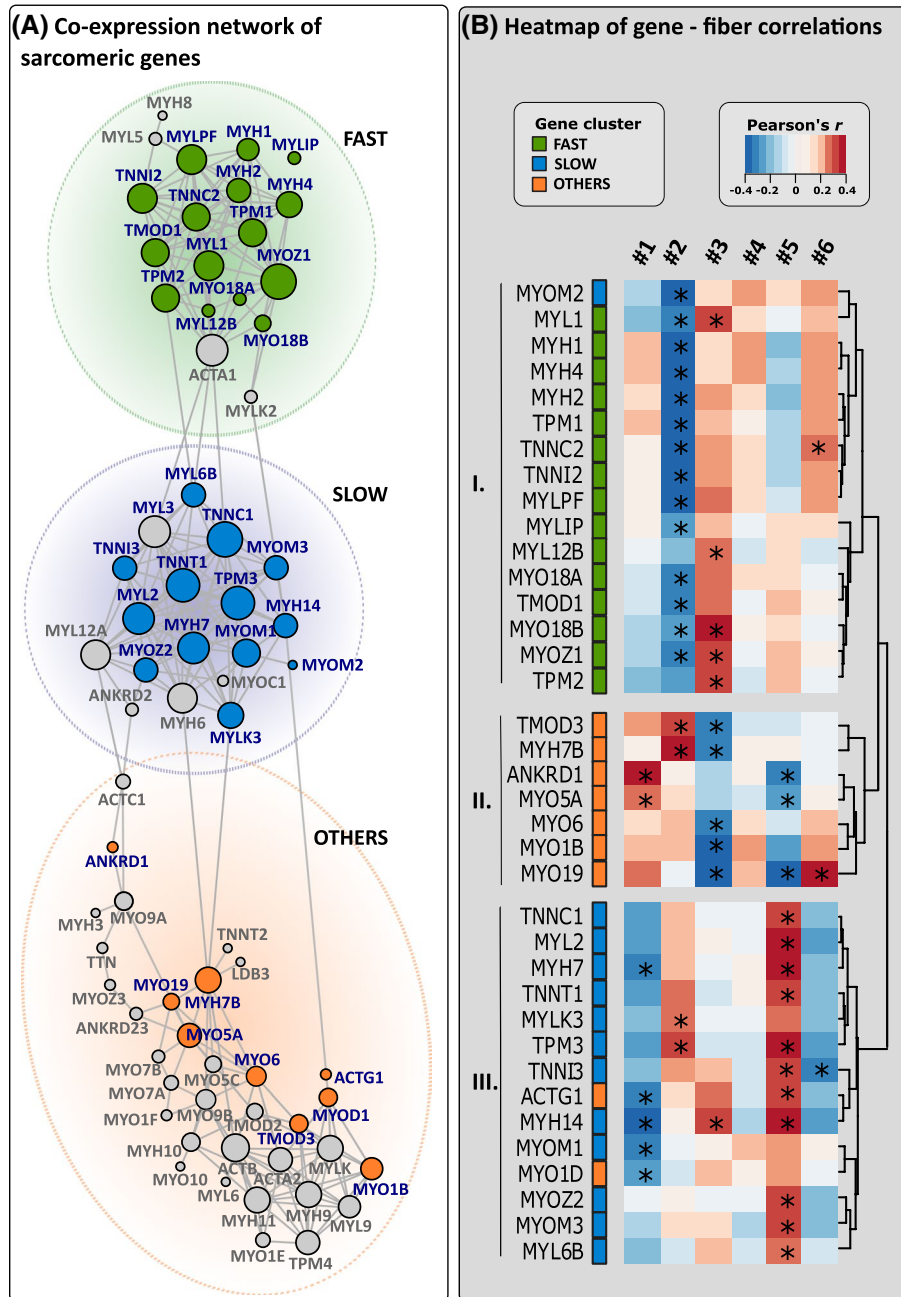 (A) Co-expression network of
sarcomeric genes
MYH8
FAST
MYL5
MYLPF
MYH1
MYLIP
TNNI2
MYH2
TNNC2
MYH4
TPM1
TMOD1
MYL1
MYOZ1
TPM2
MYO18A
MYL12B
MYO18B
ACTA1
MYLK2
SLOW
MYL6B
MYL3
TNNC1
TNNI3
MYOM3
TNNT1
TPM3
MYL2
MYH14
MYH7
MYOM1
MYL12A
MYOZ2
MYOM2
MYOC1
ANKRD2
MYH6
MYLK3
ACTC1
OTHERS
ANKRD1
MYO9A
MYH3
TNNT2
TTN
LDB3
MYO19
MYOZ3
MYH7B
ANKRD23
MYO5A
MYO6
MYO7B
MYO5C
ACTG1
MYO7A
MYO9B
MYOD1
MYO1F
TMOD2
TMOD3
MYH10
ACTB
MYLK
MYO10
ACTA2
MYL6
MYO1B
MYH11
MYH9
MYL9
MYO1E
TPM4
(B) Heatmap of gene - fiber correlations
Gene cluster
FAST
SLOW
OTHERS
Pearson's r
-0.4 -0.2 0 0.2 0.4
#1 #2 #3 #4 #5 #6
I.
MYOM2 *
MYL1 * *
MYH1 *
MYH4 *
MYH2 *
TPM1 *
TNNC2 * *
TNNI2 *
MYLPF *
MYLIP *
MYL12B *
MYO18A *
TMOD1 *
MYO18B * *
MYOZ1 * *
TPM2 *
II.
TMOD3 * *
MYH7B * *
ANKRD1 * *
MYO5A * *
MYO6 *
MYO1B *
MYO19 * * *
III.
TNNC1 *
MYL2 *
MYH7 * *
TNNT1 *
MYLK3 *
TPM3 * *
TNNI3 * *
ACTG1 * *
MYH14 * * *
MYOM1 *
MYO1D *
MYOZ2 *
MYOM3 *
MYL6B *